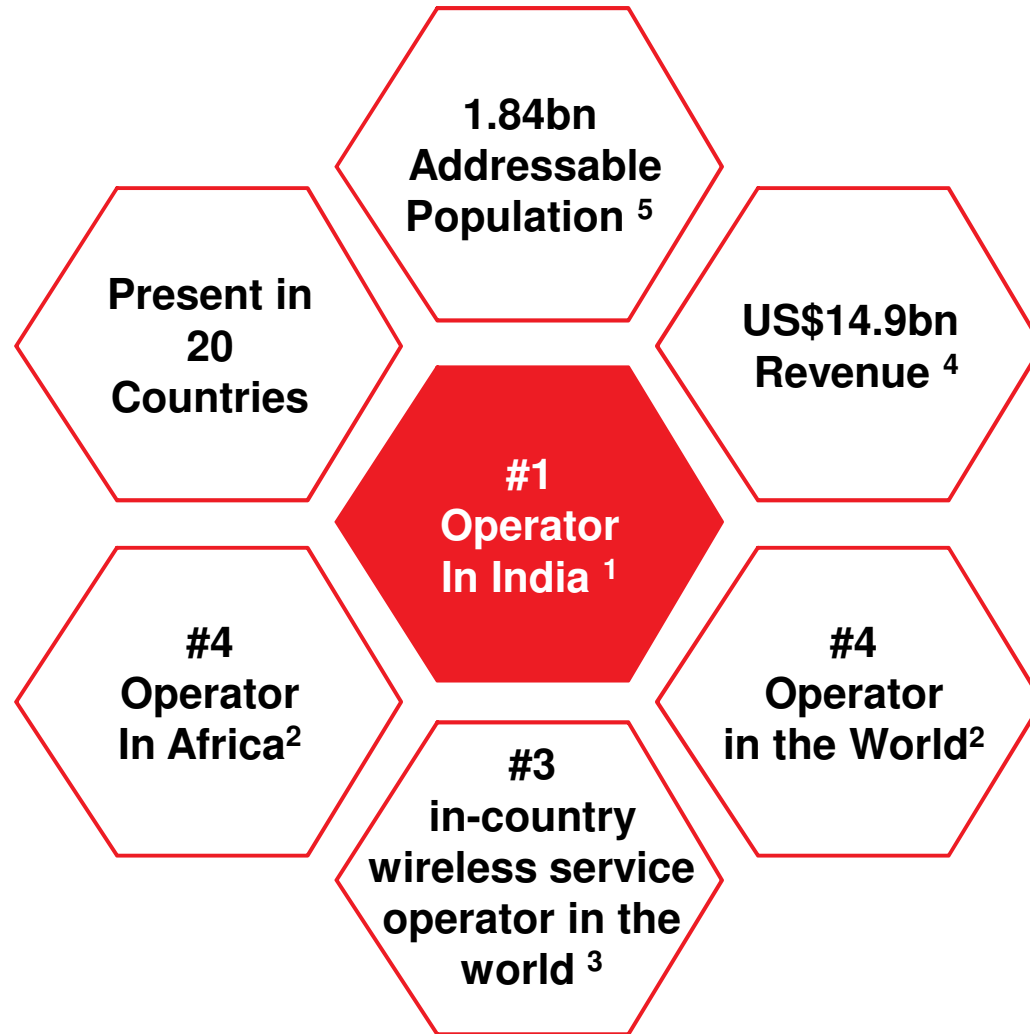 1.84bn
Addressable
Population 5
Present in
20
Countries
US$14.9bn
Revenue 4
#1
Operator
In India 1
#4
Operator
In Africa2
#4
Operator
in the World2
#3
in-country
wireless service
operator in the
world 3